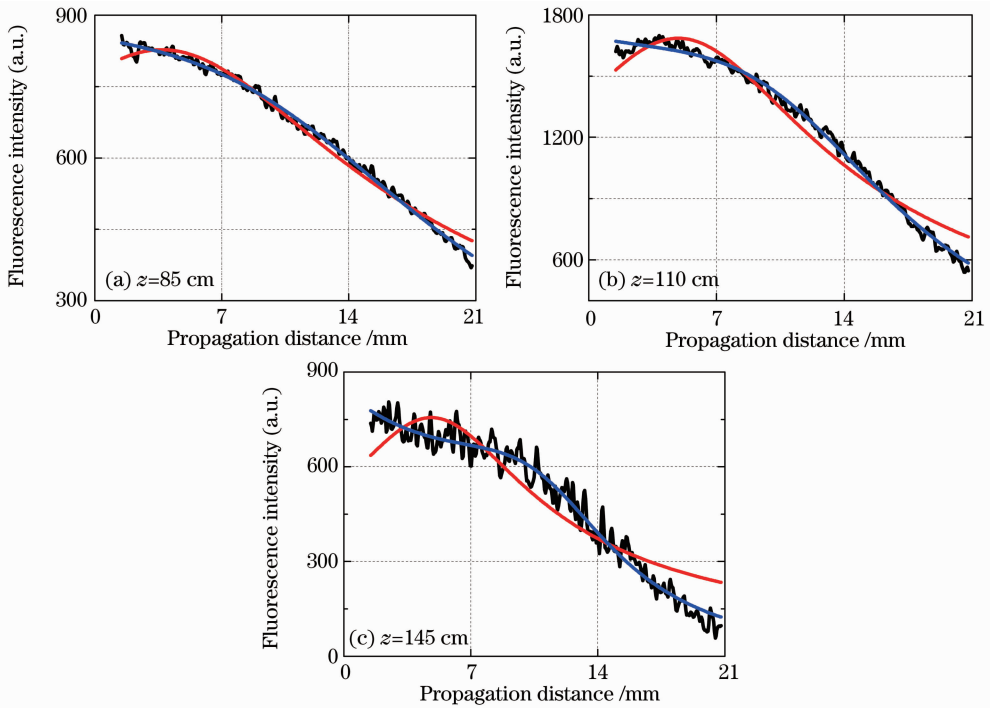 900
600
300
0
7
14
21
Fluorescence intensity (a.u.)
(a) z=85 cm
Propagation distance /mm
1800
1200
600
0
7
14
21
Fluorescence intensity (a.u.)
(b) z=110 cm
Propagation distance /mm
900
600
300
0
0
7
14
21
Fluorescence intensity (a.u.)
(c) z=145 cm
Propagation distance /mm